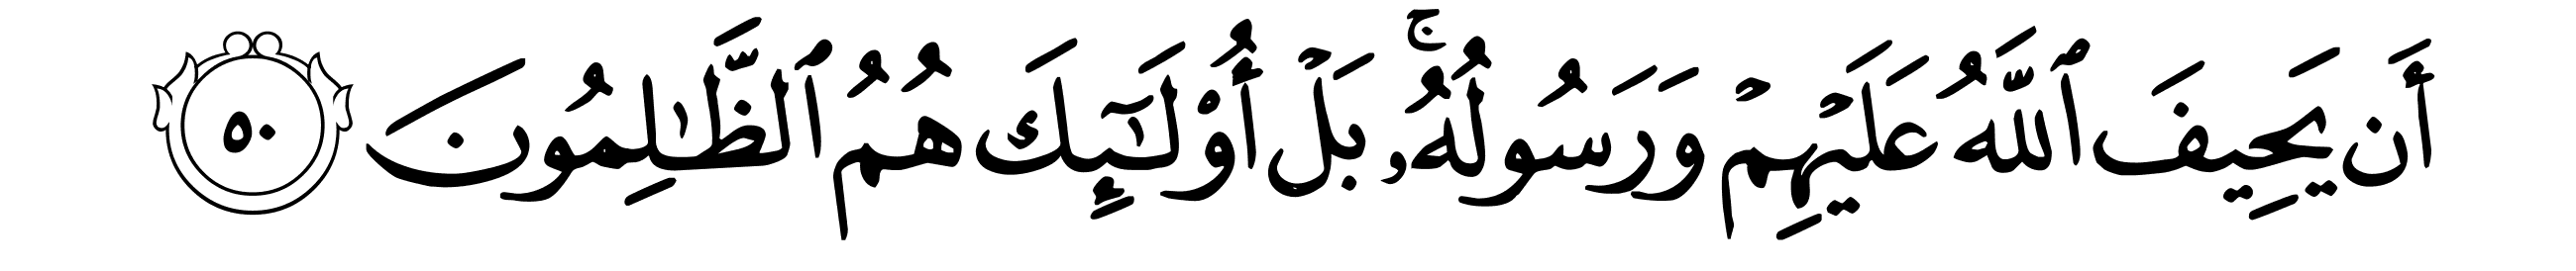 أَن يَحِيفَ ٱللَّهُ عَلَيْهِمْ وَرَسُولُهُۥۚ بَلْ أُو۟لَـٰٓئِكَ هُمُ ٱلظَّـٰلِمُونَ ٥٠